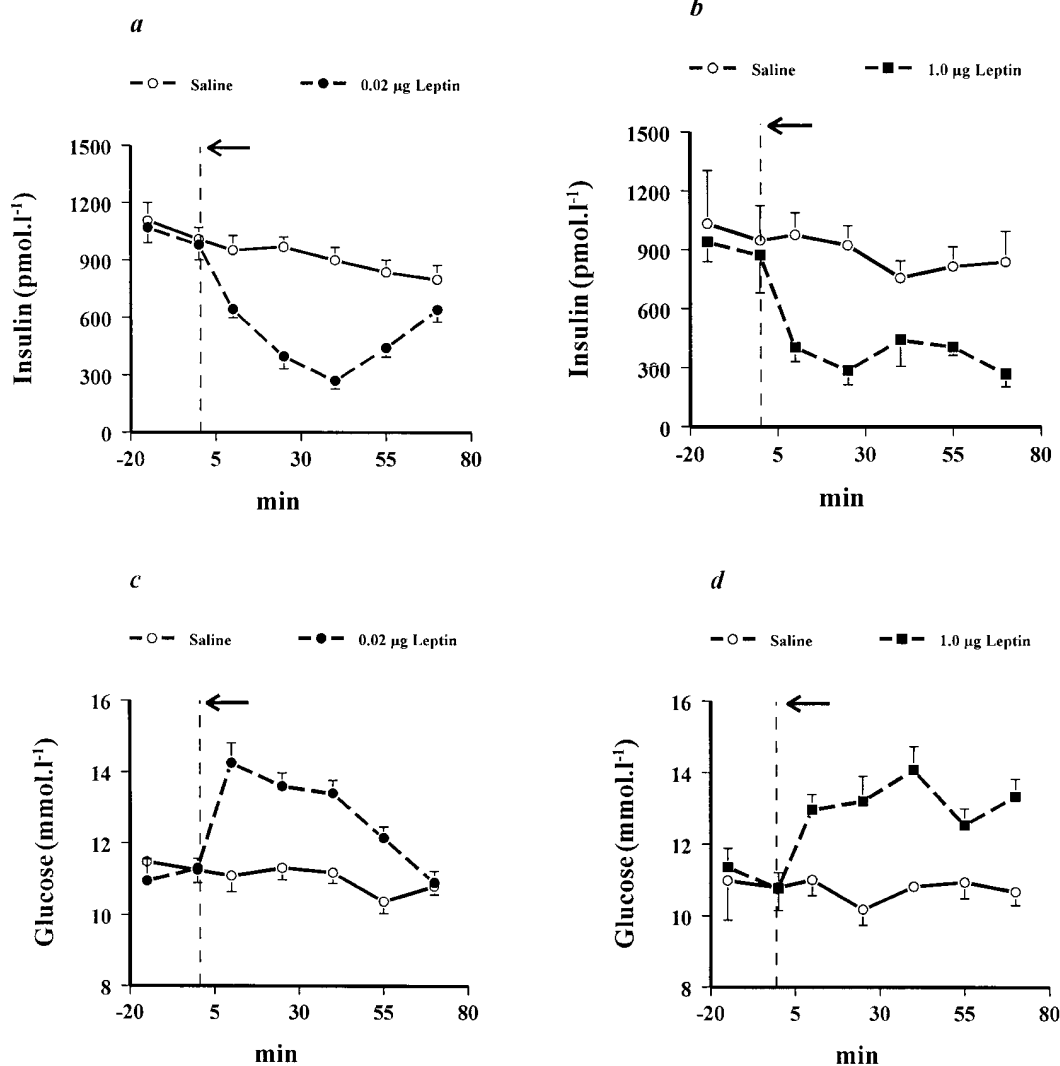 a
Saline 0.02 µg Leptin
Insulin (pmol.l-1)
1500
1200
900
600
300
0
-20 5 30 55 80
min
b
Saline 1.0 µg Leptin
Insulin (pmol.l-1)
1500
1200
900
600
300
0
-20 5 30 55 80
min
c
Saline 0.02 µg Leptin
Glucose (mmol.l-1)
16
14
12
10
8
-20 5 30 55 80
min
d
Saline 1.0 µg Leptin
Glucose (mmol.l-1)
16
14
12
10
8
-20 5 30 55 80
min